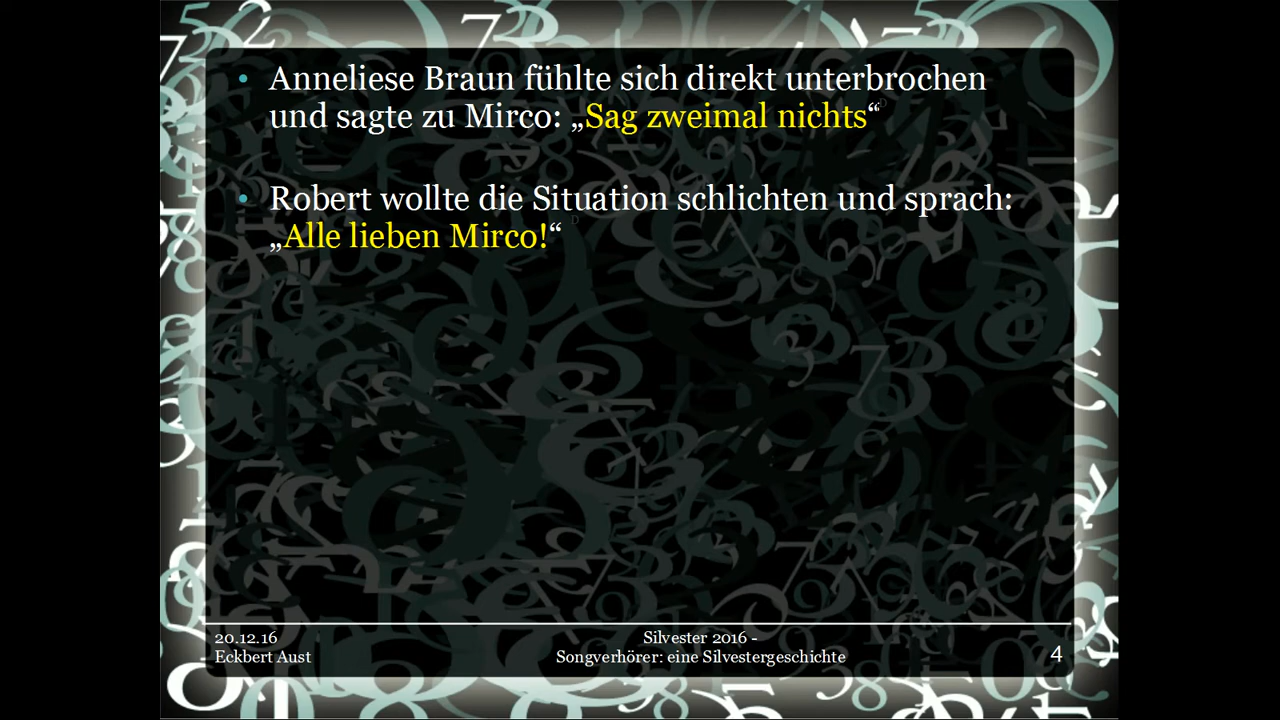 • Anneliese Braun fühlte sich direkt unterbrochen
und sagte zu Mirco: „Sag zweimal nichts“
• Robert wollte die Situation schlichten und sprach:
„Alle lieben Mirco!“
20.12.16
Eckbert Aust
Silvester 2016 -
Songverhörer: eine Silvestergeschichte
4